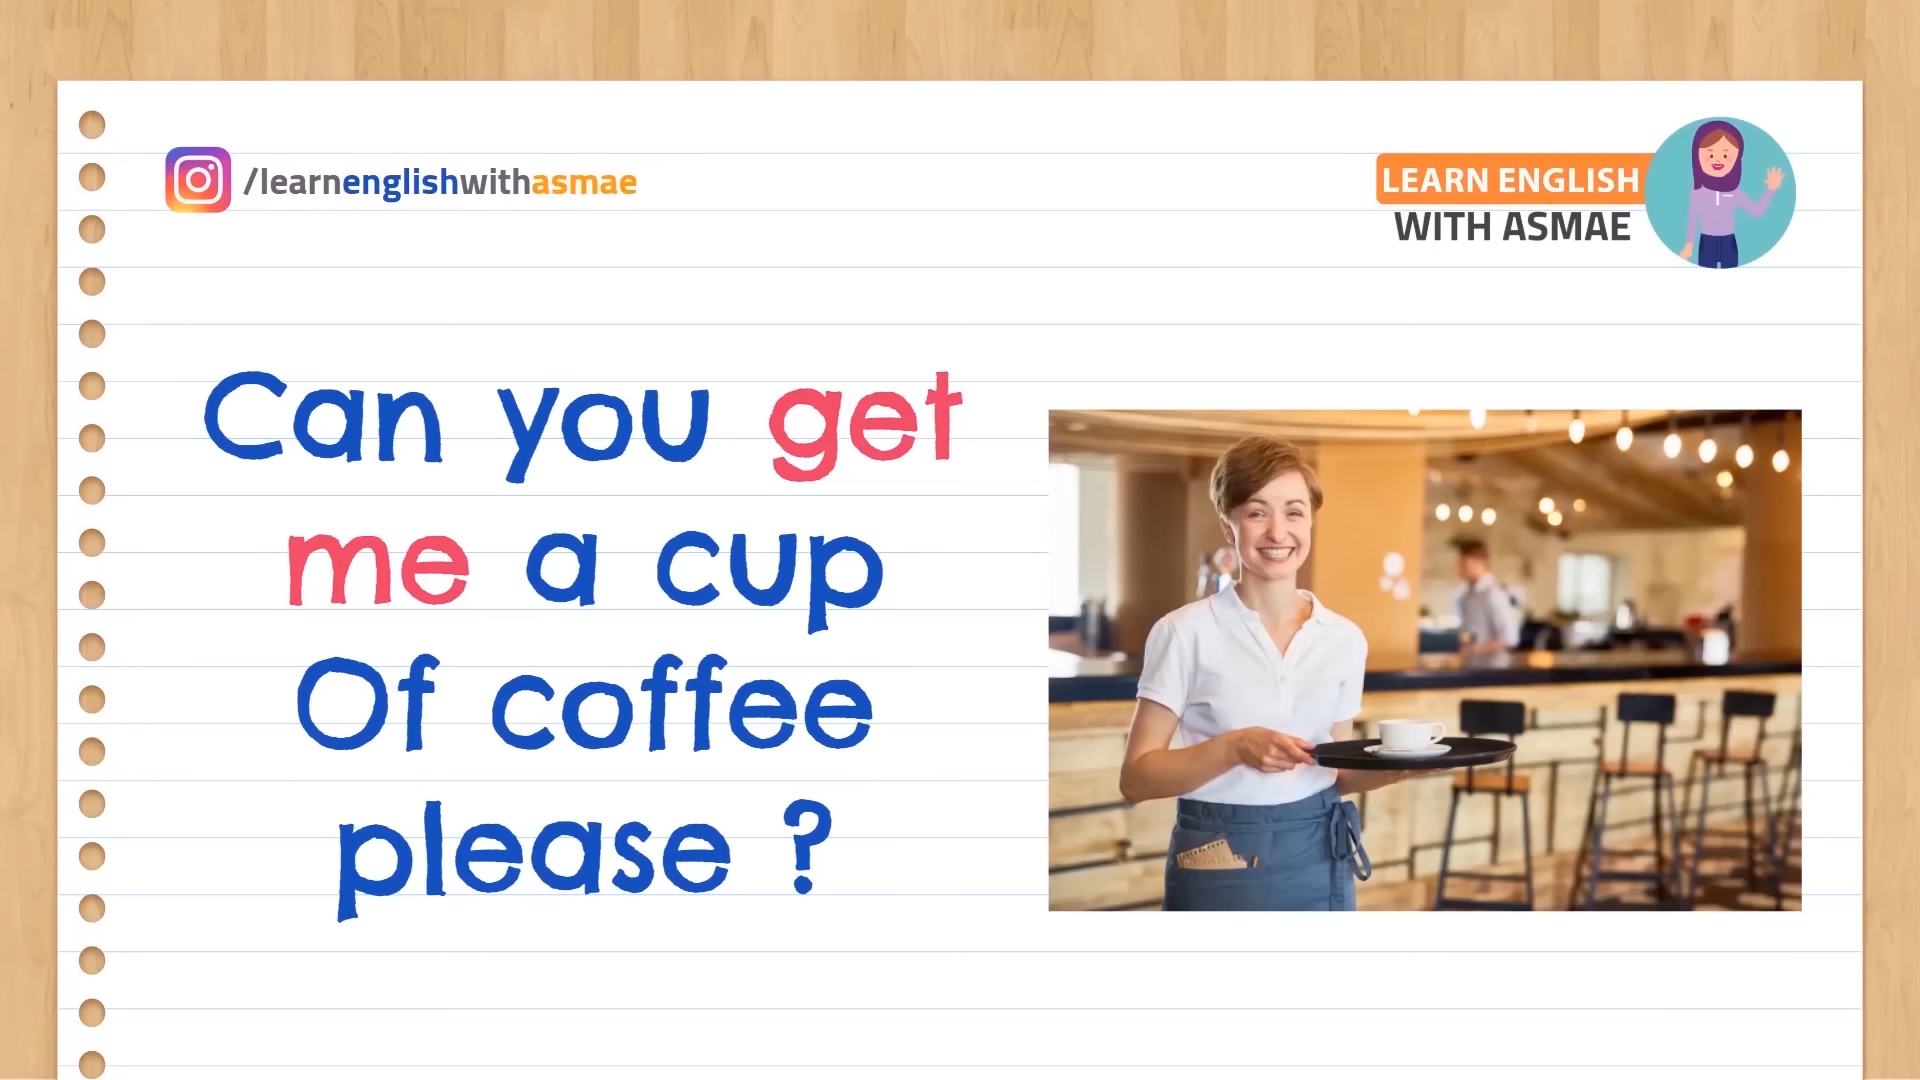 /learnenglishwithasmae
LEARN ENGLISH
WITH ASMAE
Can you get
me a cup
Of coffee
please ?